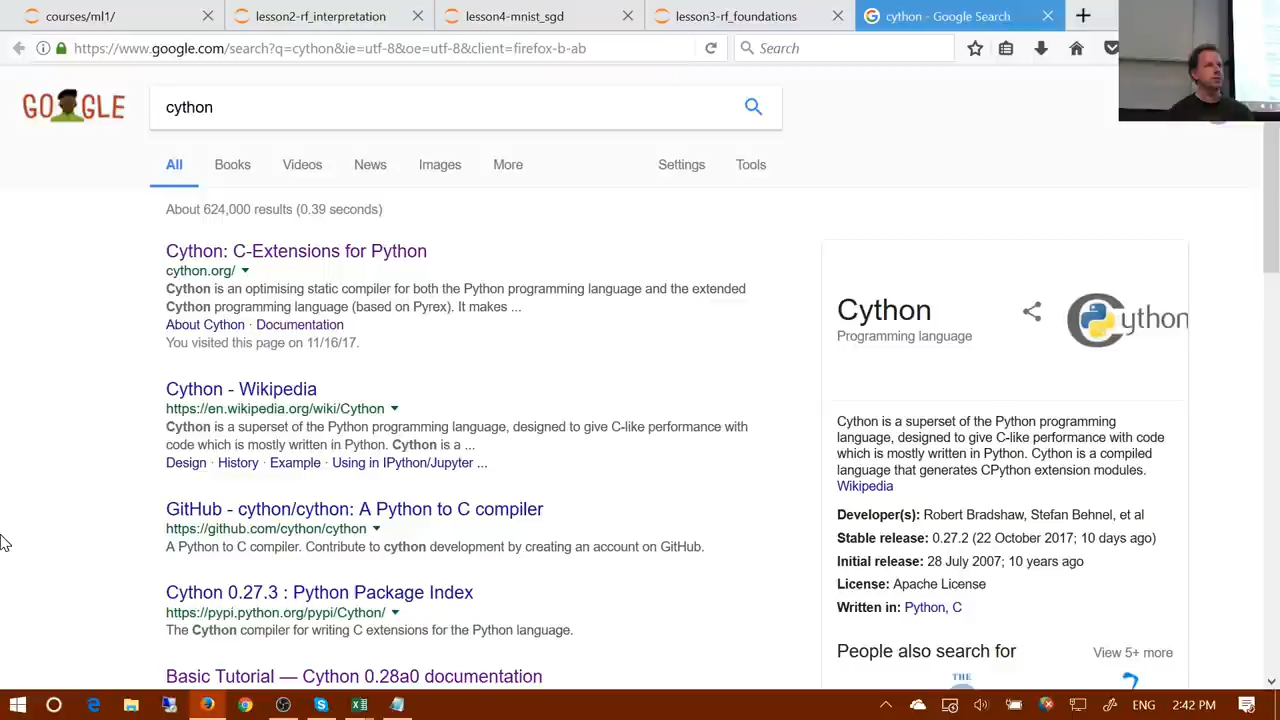 courses/ml1/
lesson2-rf_interpretation
lesson4-mnist_sgd
lesson3-rf_foundations
cython - Google Search
https://www.google.com/search?q=cython&ie=utf-8&oe=utf-8&client=firefox-b-ab
Search
GO GLE
cython
All
Books
Videos
News
Images
More
Settings
Tools
About 624,000 results (0.39 seconds)
Cython: C-Extensions for Python
cython.org/
Cython is an optimising static compiler for both the Python programming language and the extended
Cython programming language (based on Pyrex). It makes ...
About Cython · Documentation
You visited this page on 11/16/17.
Cython - Wikipedia
https://en.wikipedia.org/wiki/Cython
Cython is a superset of the Python programming language, designed to give C-like performance with
code which is mostly written in Python. Cython is a ...
Design · History · Example · Using in IPython/Jupyter ...
GitHub - cython/cython: A Python to C compiler
https://github.com/cython/cython
A Python to C compiler. Contribute to cython development by creating an account on GitHub.
Cython 0.27.3 : Python Package Index
https://pypi.python.org/pypi/Cython/
The Cython compiler for writing C extensions for the Python language.
Basic Tutorial — Cython 0.28a0 documentation
Cython
Programming language
Cython
Cython is a superset of the Python programming
language, designed to give C-like performance with code
which is mostly written in Python. Cython is a compiled
language that generates CPython extension modules.
Wikipedia
Developer(s): Robert Bradshaw, Stefan Behnel, et al
Stable release: 0.27.2 (22 October 2017; 10 days ago)
Initial release: 28 July 2007; 10 years ago
License: Apache License
Written in: Python, C
People also search for
View 5+ more
THE
ENG
2:42 PM